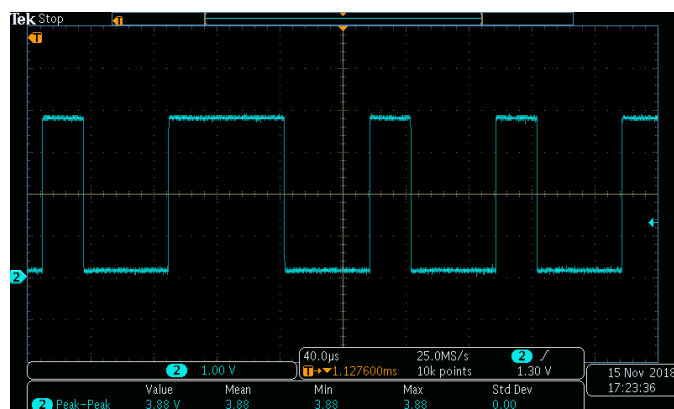 Tek Stop
T
T
2
2 1.00 V
40.0µs 25.0MS/s 2
T→▼1.127600ms 10k points 1.30 V
15 Nov 2018
17:23:36
Value Mean Min Max Std Dev
2 Peak-Peak 3.88 V 3.88 3.88 3.88 0.00